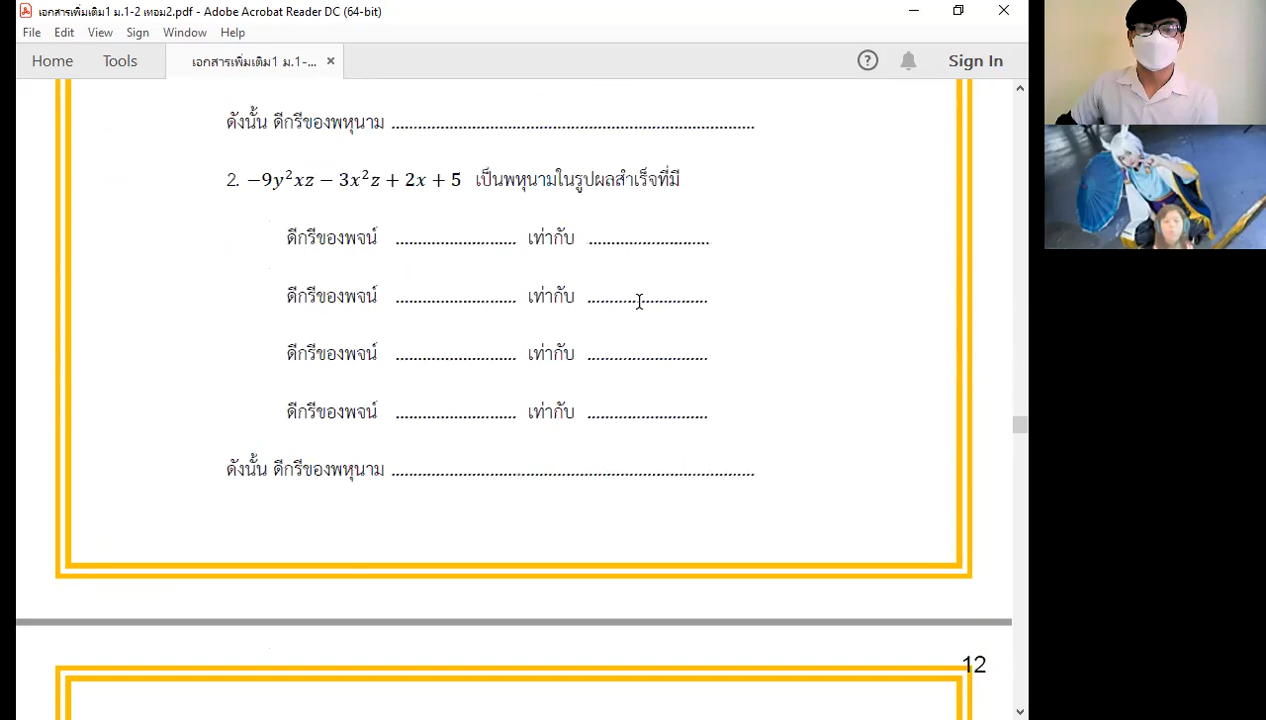 เอกสารเพิ่มเติม1 ม.1-2 เทอม2.pdf - Adobe Acrobat Reader DC (64-bit)
File Edit View Sign Window Help
Home Tools เอกสารเพิ่มเติม1 ม.1-... × Sign In
ดังนั้น ดีกรีของพหุนาม ....................................................................................
2. −9y²xz − 3x²z + 2x + 5 เป็นพหุนามในรูปผลสำเร็จที่มี
ดีกรีของพจน์ ............................ เท่ากับ ............................
ดีกรีของพจน์ ............................ เท่ากับ ............................
ดีกรีของพจน์ ............................ เท่ากับ ............................
ดีกรีของพจน์ ............................ เท่ากับ ............................
ดังนั้น ดีกรีของพหุนาม ....................................................................................
12